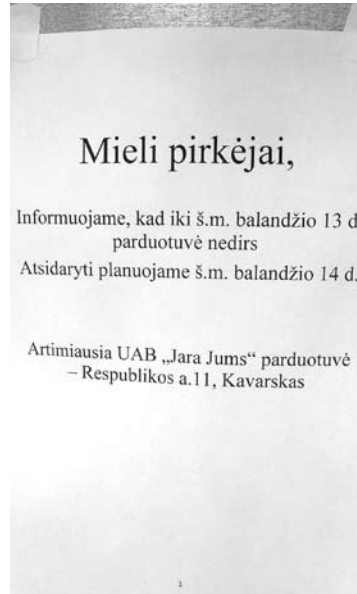 Mieli pirkėjai,
Informuojame, kad iki š.m. balandžio 13 d
parduotuvė nedirs
Atsidaryti planuojame š.m. balandžio 14 d.
Artimiausia UAB „Jara Jums“ parduotuvė
– Respublikos a.11, Kavarskas
1